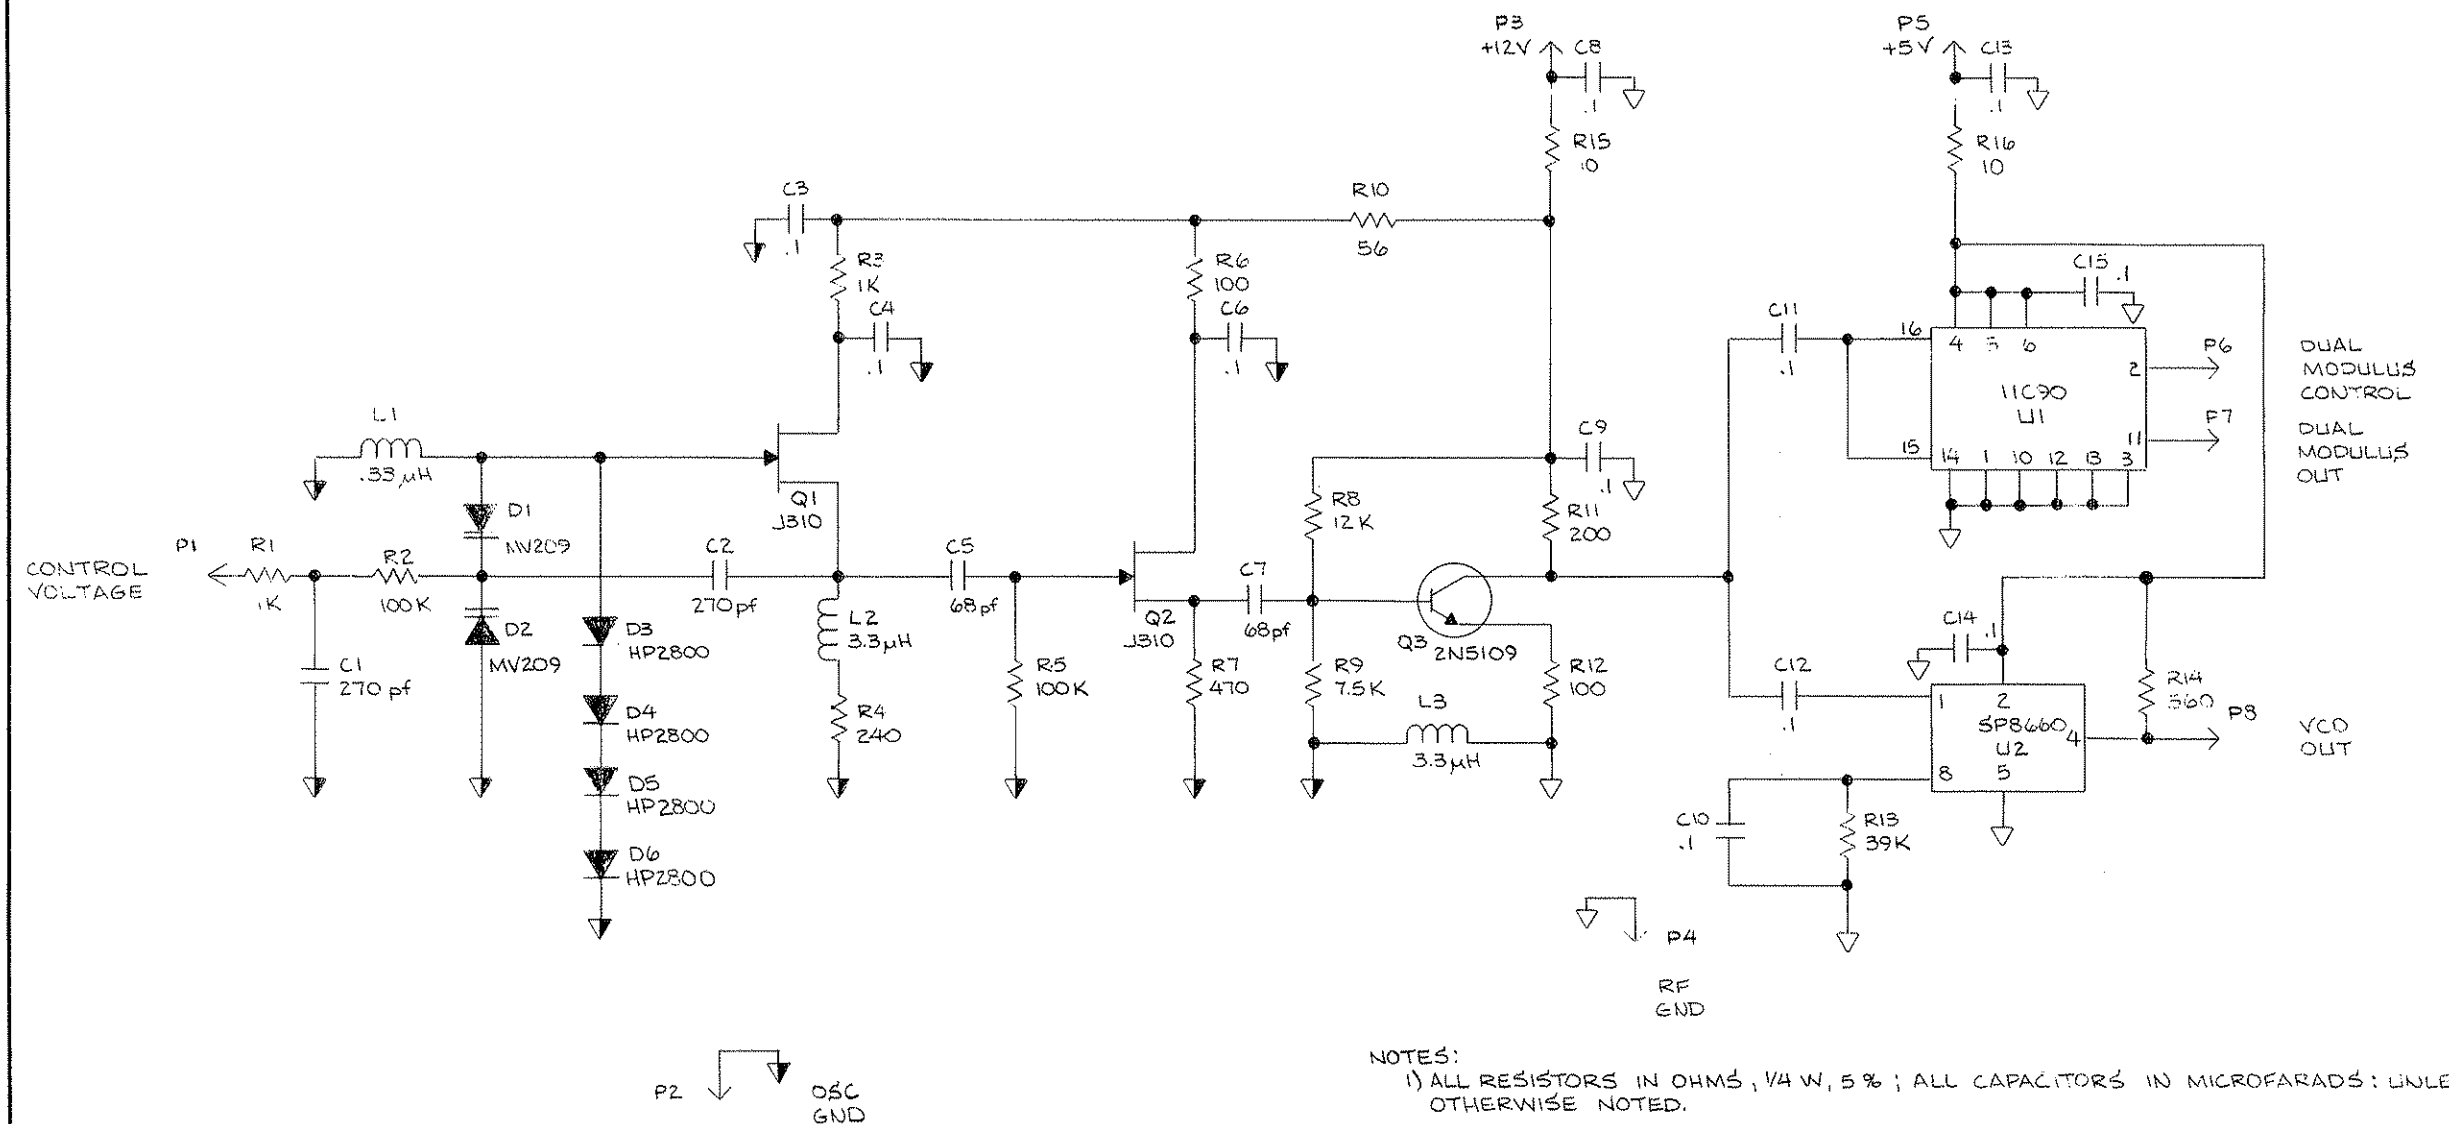 P3
+12V
C8
.1
R15
10
P5
+5V
C13
.1
R16
10
C3
.1
R10
56
R3
1K
C4
.1
R6
100
C6
.1
C15
.1
C11
.1
16
4
5
6
2
P6
11C90
U1
15
14
1
10
12
13
3
11
P7
DUAL
MODULUS
CONTROL
DUAL
MODULUS
OUT
L1
.33µH
D1
MV209
Q1
J310
C9
.1
R8
12K
R11
200
CONTROL
VOLTAGE
P1
R1
1K
R2
100K
C2
270pf
C5
68pf
C7
68pf
C1
270pf
D2
MV209
D3
HP2800
L2
3.3µH
Q2
J310
Q3
2N5109
R5
100K
R7
470
R9
7.5K
R12
100
L3
3.3µH
R4
240
D4
HP2800
D5
HP2800
D6
HP2800
C14
.1
C12
.1
1
2
SP8660
U2
4
8
5
R14
560
P8
VCO
OUT
C10
.1
R13
39K
P4
RF
GND
P2
OSC
GND
NOTES:
1) ALL RESISTORS IN OHMS, 1/4 W, 5%; ALL CAPACITORS IN MICROFARADS: UNLE
OTHERWISE NOTED.